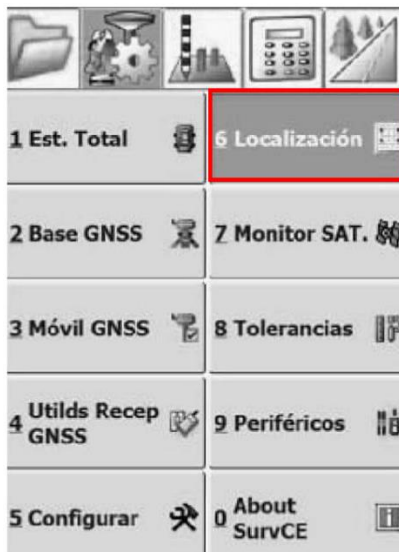 1 Est. Total
6 Localización
2 Base GNSS
7 Monitor SAT.
3 Móvil GNSS
8 Tolerancias
4 Utilds Recep
GNSS
9 Periféricos
5 Configurar
0 About
SurvCE